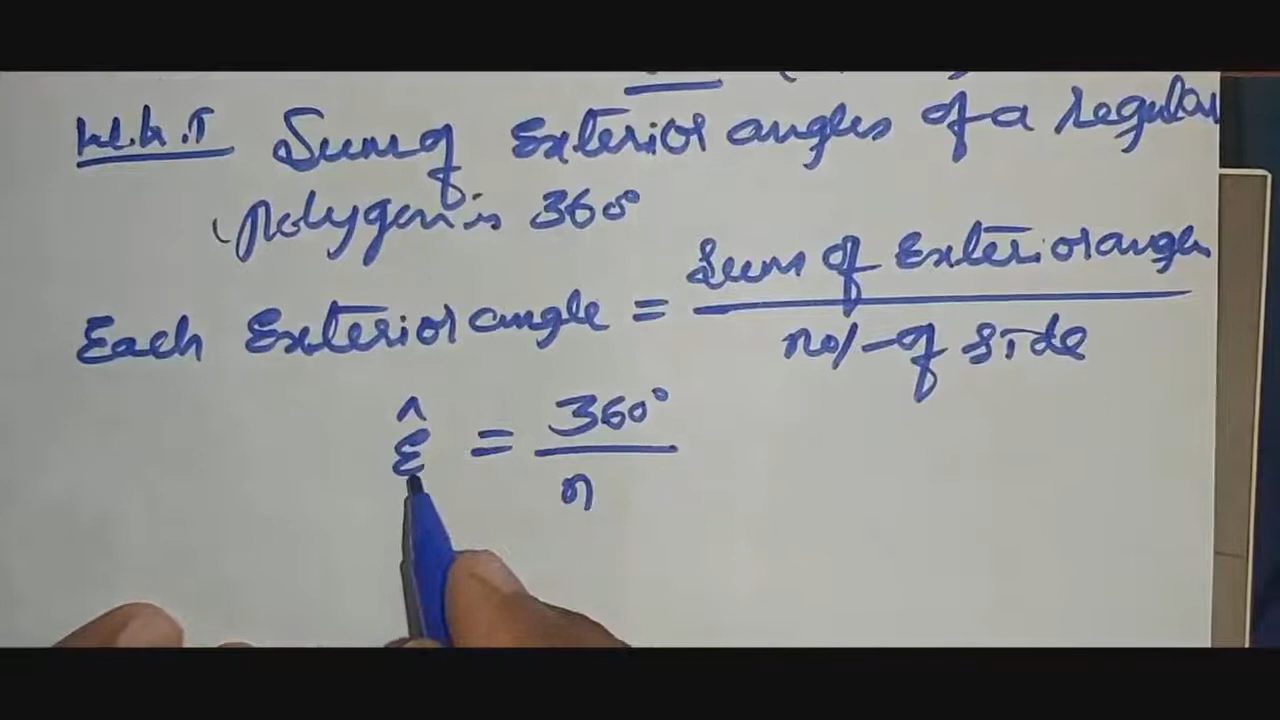 W.K.T Sum of Exterior angles of a regular
polygon is 360°
Each Exterior angle = Sum of Exterior angles / no/- of side
Ê = 360° / n